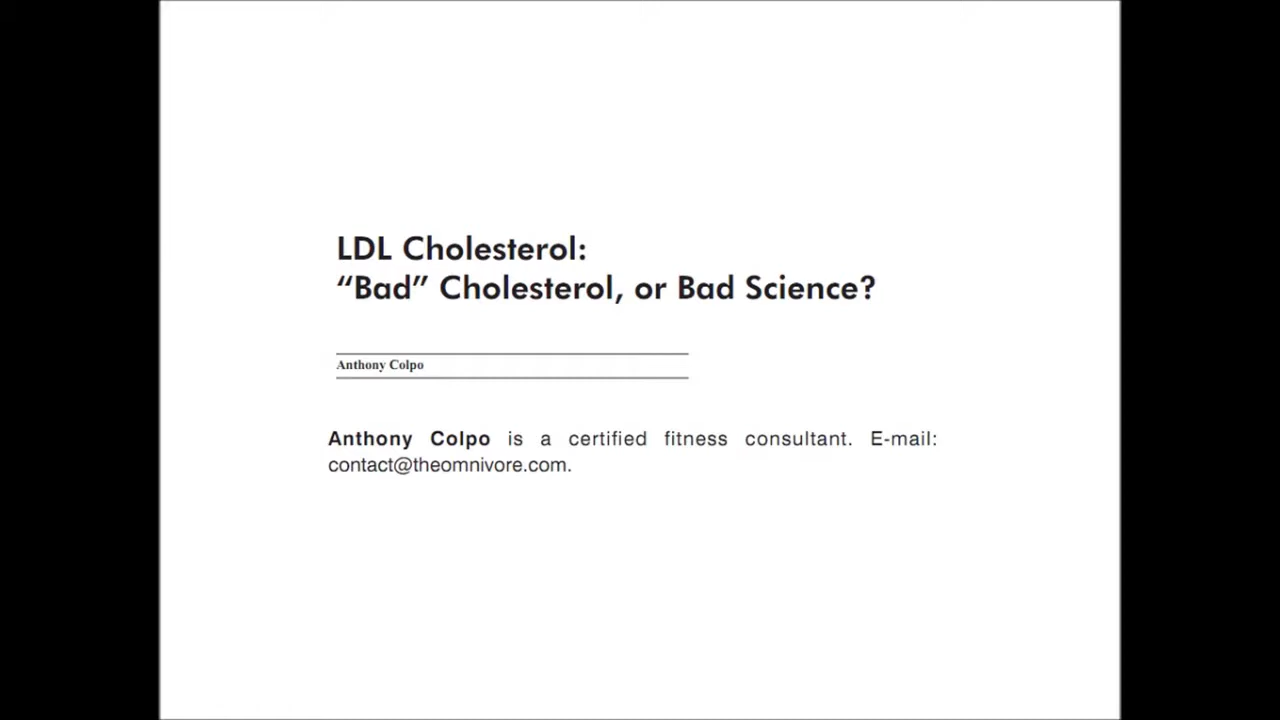 LDL Cholesterol:
“Bad” Cholesterol, or Bad Science?
Anthony Colpo
Anthony Colpo is a certified fitness consultant. E-mail:
contact@theomnivore.com.